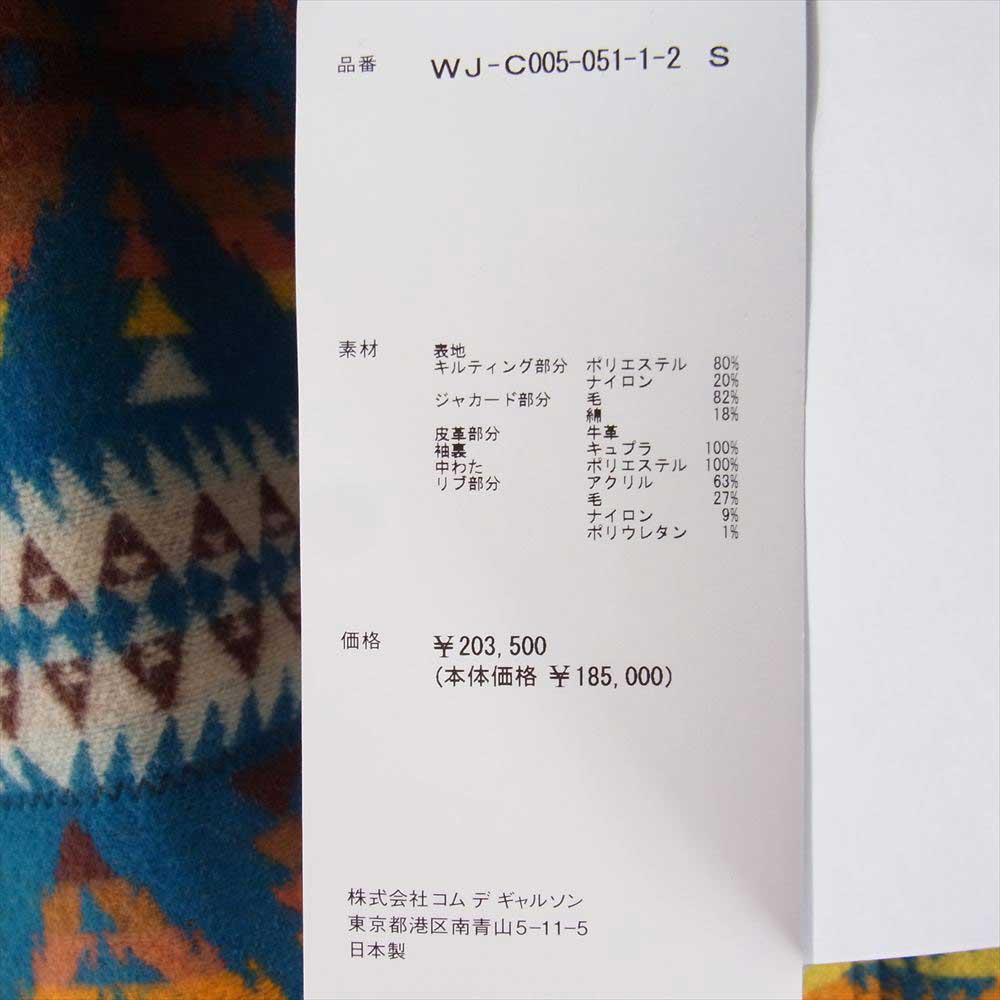 品番 WJ-C005-051-1-2 S
素材 表地
キルティング部分 ポリエステル 80%
ナイロン 20%
ジャカード部分 毛 82%
綿 18%
皮革部分 牛革
袖裏 キュプラ 100%
中わた ポリエステル 100%
リブ部分 アクリル 63%
毛 27%
ナイロン 9%
ポリウレタン 1%
価格 ¥203,500
(本体価格 ¥185,000)
株式会社コム デ ギャルソン
東京都港区南青山5-11-5
日本製